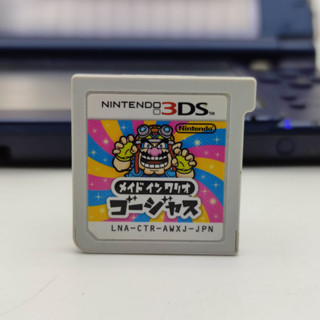 NINTENDO 3DS
Nintendo
メイド イン ワリオ
ゴージャス
LNA-CTR-AWXJ-JPN